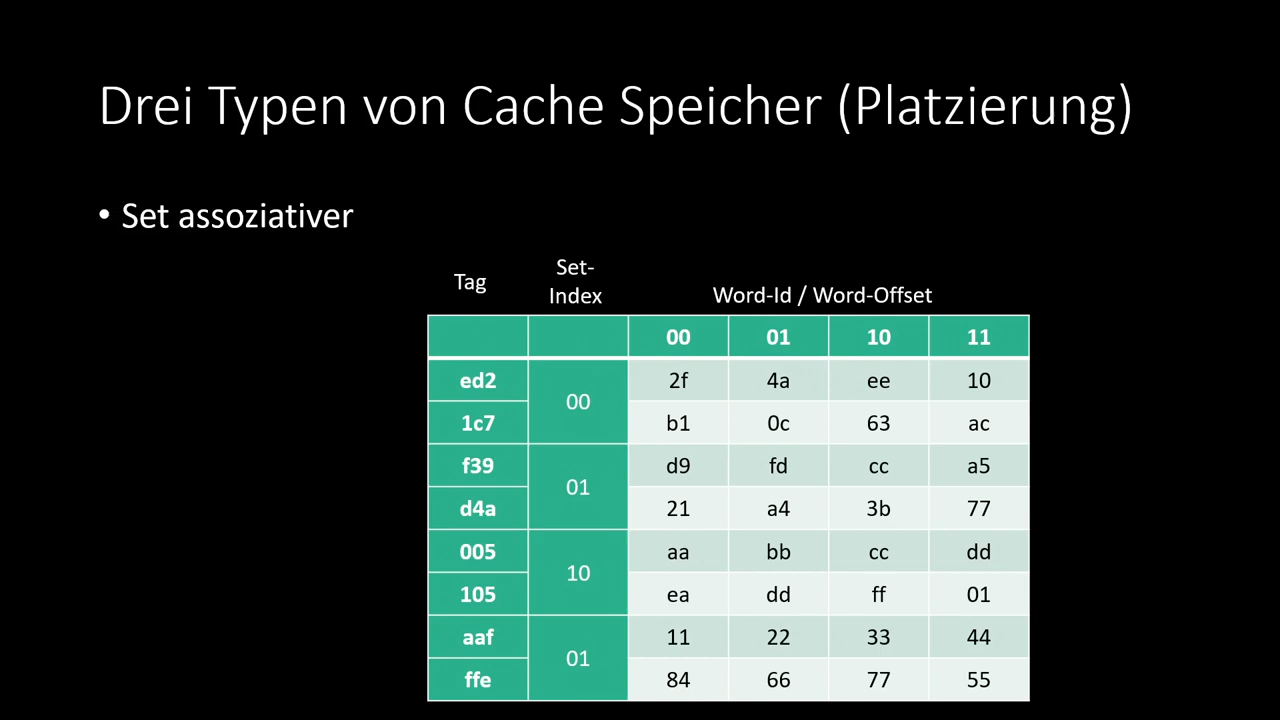 Drei Typen von Cache Speicher (Platzierung)
• Set assoziativer
Tag Set-Index Word-Id / Word-Offset
00 01 10 11
ed2 00 2f 4a ee 10
1c7 b1 0c 63 ac
f39 01 d9 fd cc a5
d4a 21 a4 3b 77
005 10 aa bb cc dd
105 ea dd ff 01
aaf 01 11 22 33 44
ffe 84 66 77 55